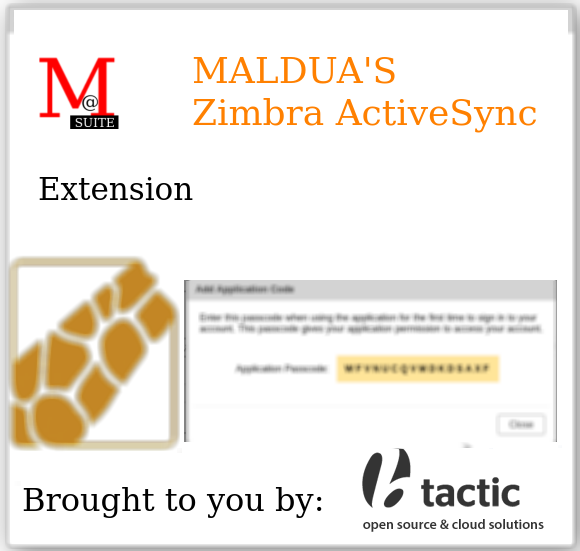 M
@
SUITE
MALDUA'S
Zimbra ActiveSync
Extension
Add Application Code
Enter this passcode when using the application for the first time to sign in to your
account. This passcode gives your application permission to access your account.
Application Passcode:
Close
Brought to you by:
tactic
open source & cloud solutions